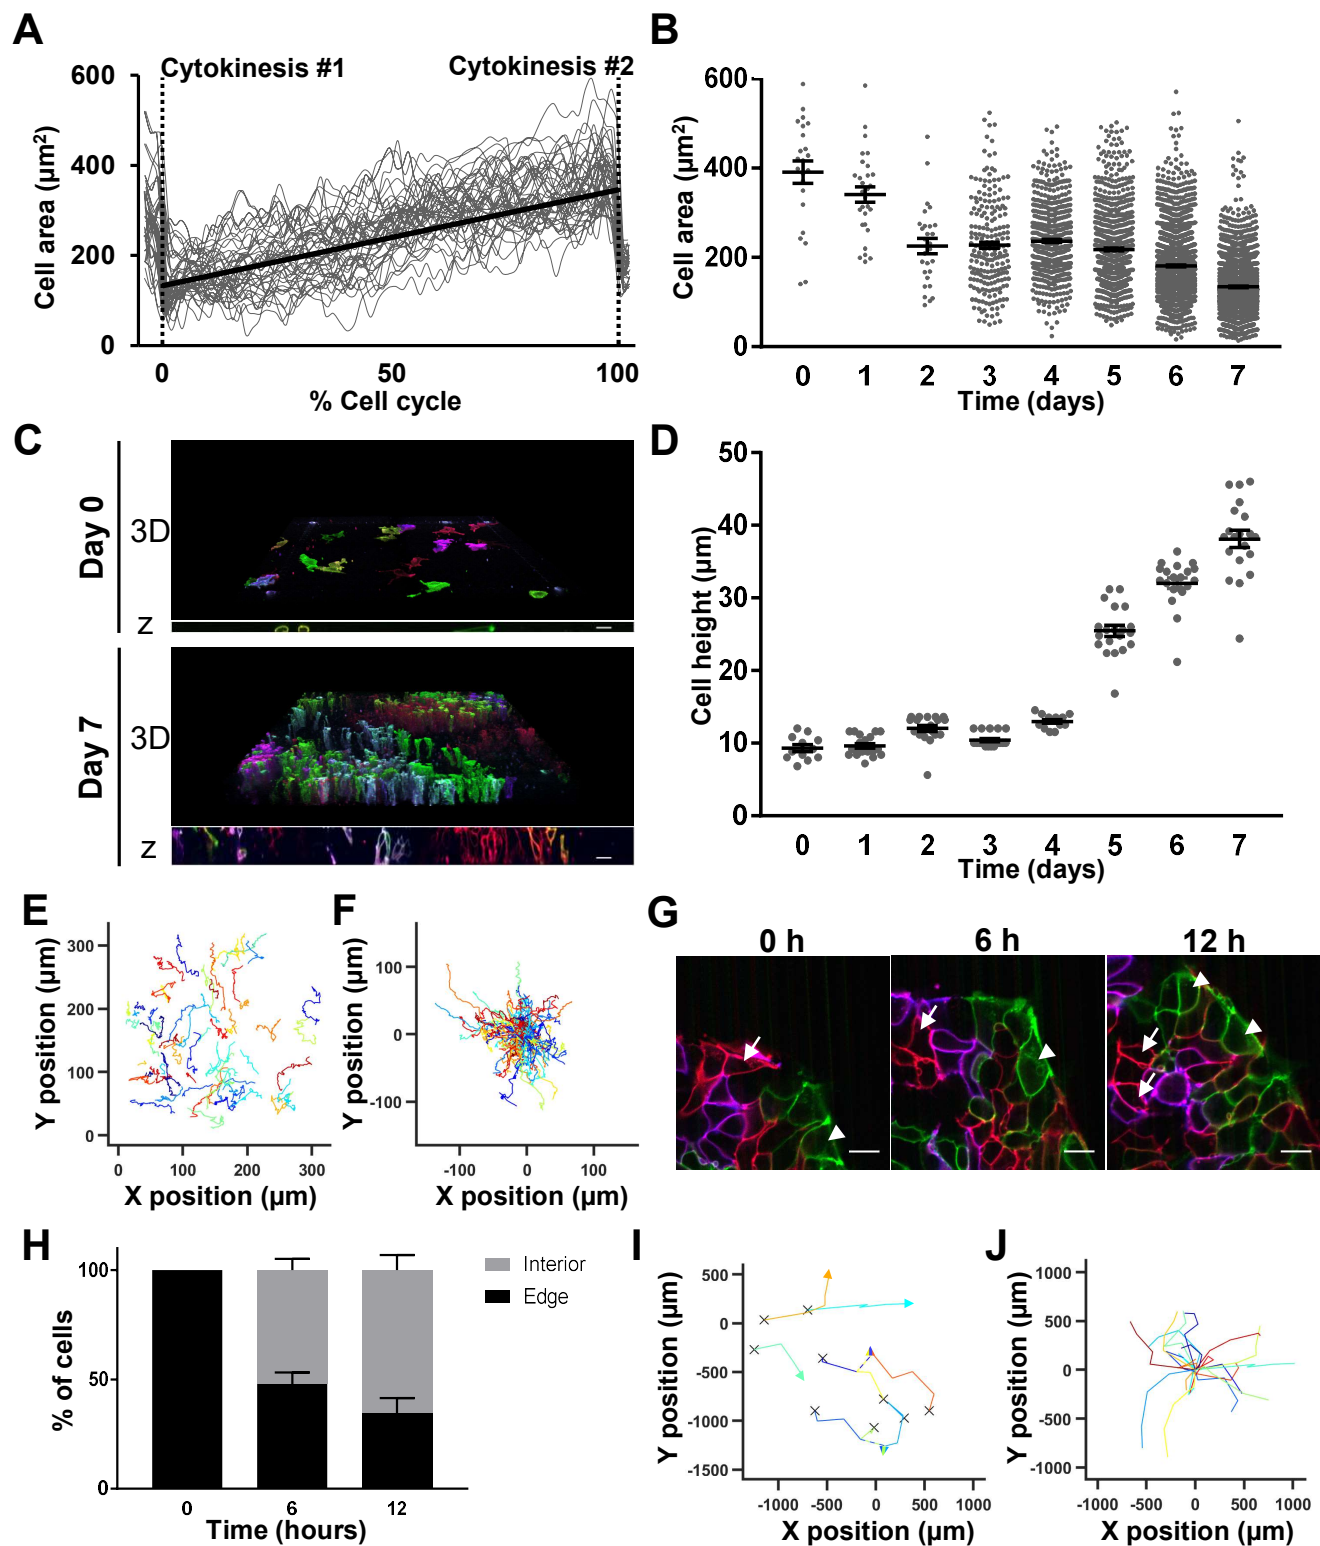 A
Cytokinesis #1
Cytokinesis #2
600
400
200
0
Cell area (µm²)
0
50
100
% Cell cycle
B
600
400
200
0
Cell area (µm²)
0 1 2 3 4 5 6 7
Time (days)
C
Day 0
3D
z
Day 7
3D
z
D
50
40
30
20
10
0
Cell height (µm)
0 1 2 3 4 5 6 7
Time (days)
E
300
200
100
0
Y position (µm)
0 100 200 300
X position (µm)
F
100
0
-100
Y position (µm)
-100 0 100
X position (µm)
G
0 h
6 h
12 h
H
100
50
0
% of cells
0 6 12
Time (hours)
Interior
Edge
I
500
0
-500
-1000
-1500
Y position (µm)
-1000 -500 0 500 1000
X position (µm)
J
1000
500
0
-500
-1000
Y position (µm)
-1000 -500 0 500 1000
X position (µm)